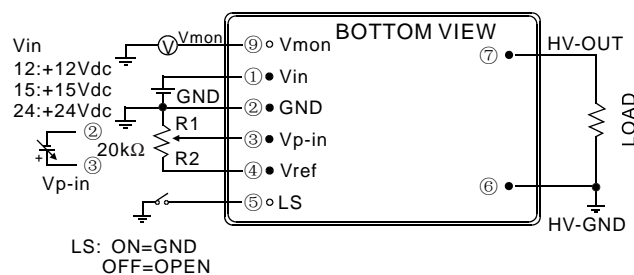 Vin
12:+12Vdc
15:+15Vdc
24:+24Vdc
V
Vmon
GND
R1
R2
20kΩ
②
③
+
Vp-in
BOTTOM VIEW
⑨ Vmon
① Vin
② GND
③ Vp-in
④ Vref
⑤ LS
⑦
⑥
HV-OUT
LOAD
HV-GND
LS: ON=GND
OFF=OPEN